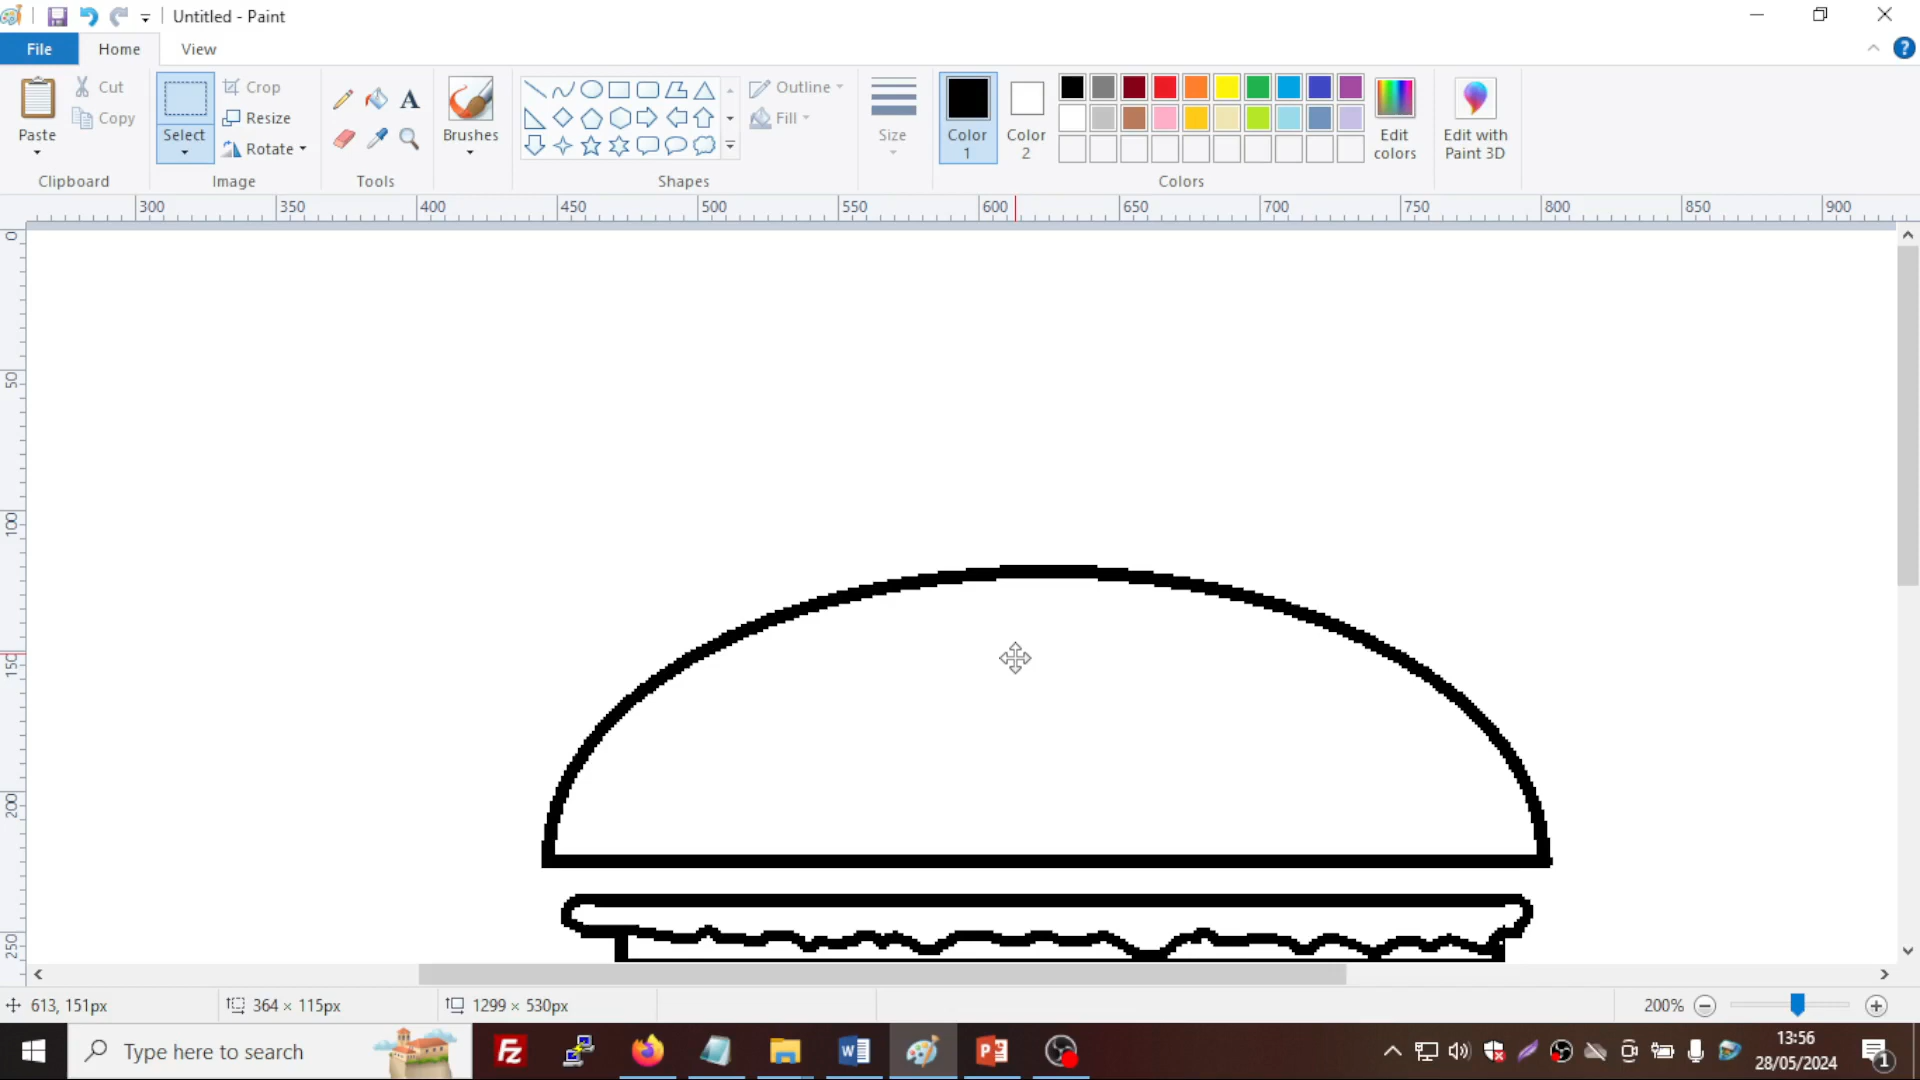 Untitled - Paint
File Home View
Paste Cut Copy Select Crop Resize Rotate A Brushes Outline Fill Size Color 1 Color 2 Edit colors Edit with Paint 3D
Clipboard Image Tools Shapes Colors
300 350 400 450 500 550 600 650 700 750 800 850 900
0
50
100
150
200
250
613, 151px 364 × 115px 1299 × 530px 200%
Type here to search Fz W P 13:56
28/05/2024 1